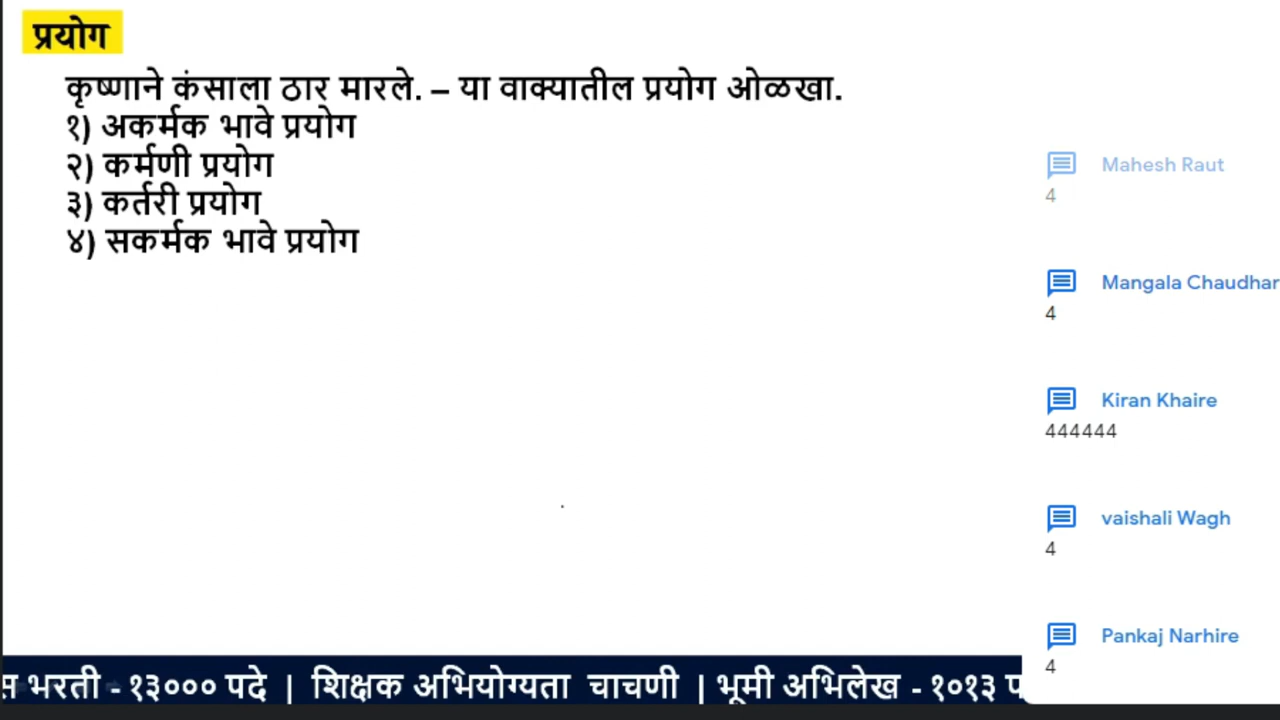 प्रयोग
कृष्णाने कंसाला ठार मारले. – या वाक्यातील प्रयोग ओळखा.
१) अकर्मक भावे प्रयोग
२) कर्मणी प्रयोग
३) कर्तरी प्रयोग
४) सकर्मक भावे प्रयोग
Mahesh Raut
4
Mangala Chaudhar
4
Kiran Khaire
444444
vaishali Wagh
4
Pankaj Narhire
4
भरती - १३००० पदे | शिक्षक अभियोग्यता चाचणी | भूमी अभिलेख - १०१३